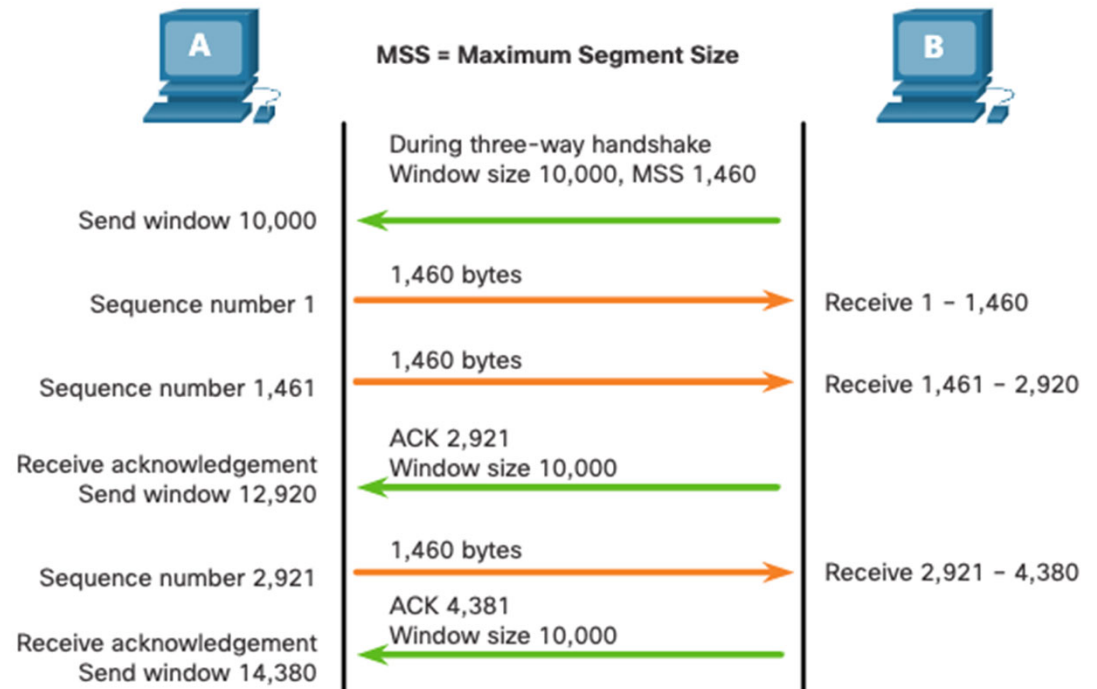 A
MSS = Maximum Segment Size
B
During three-way handshake
Window size 10,000, MSS 1,460
Send window 10,000
1,460 bytes
Sequence number 1
Receive 1 – 1,460
1,460 bytes
Sequence number 1,461
Receive 1,461 – 2,920
ACK 2,921
Window size 10,000
Receive acknowledgement
Send window 12,920
1,460 bytes
Sequence number 2,921
Receive 2,921 – 4,380
ACK 4,381
Window size 10,000
Receive acknowledgement
Send window 14,380